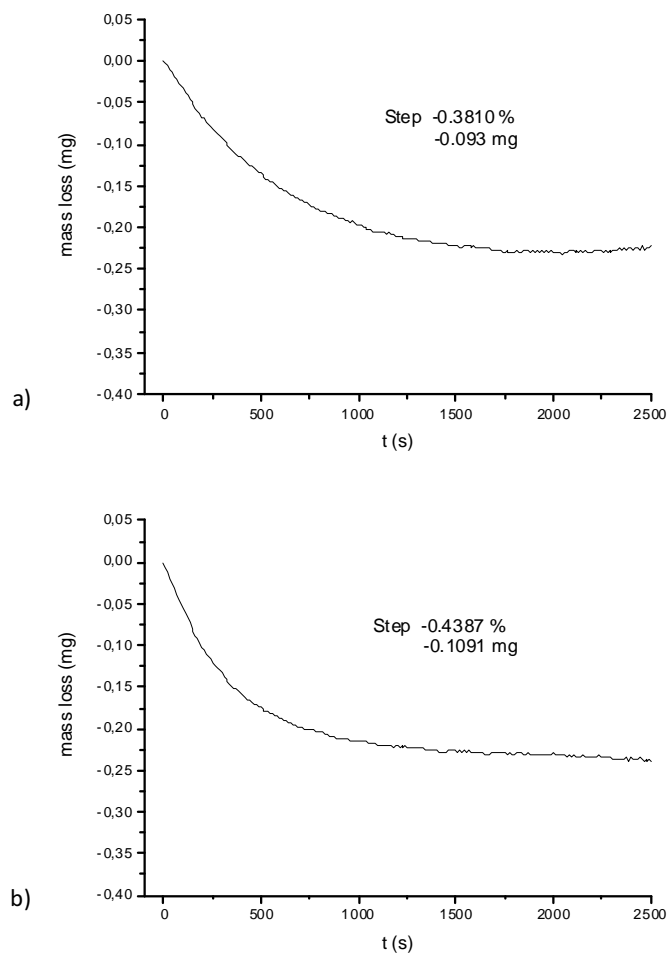 0,05
0,00
-0,05
-0,10
-0,15
-0,20
-0,25
-0,30
-0,35
-0,40
mass loss (mg)
Step -0.3810 %
-0.093 mg
0 500 1000 1500 2000 2500
t (s)
a)
0,05
0,00
-0,05
-0,10
-0,15
-0,20
-0,25
-0,30
-0,35
-0,40
mass loss (mg)
Step -0.4387 %
-0.1091 mg
0 500 1000 1500 2000 2500
t (s)
b)